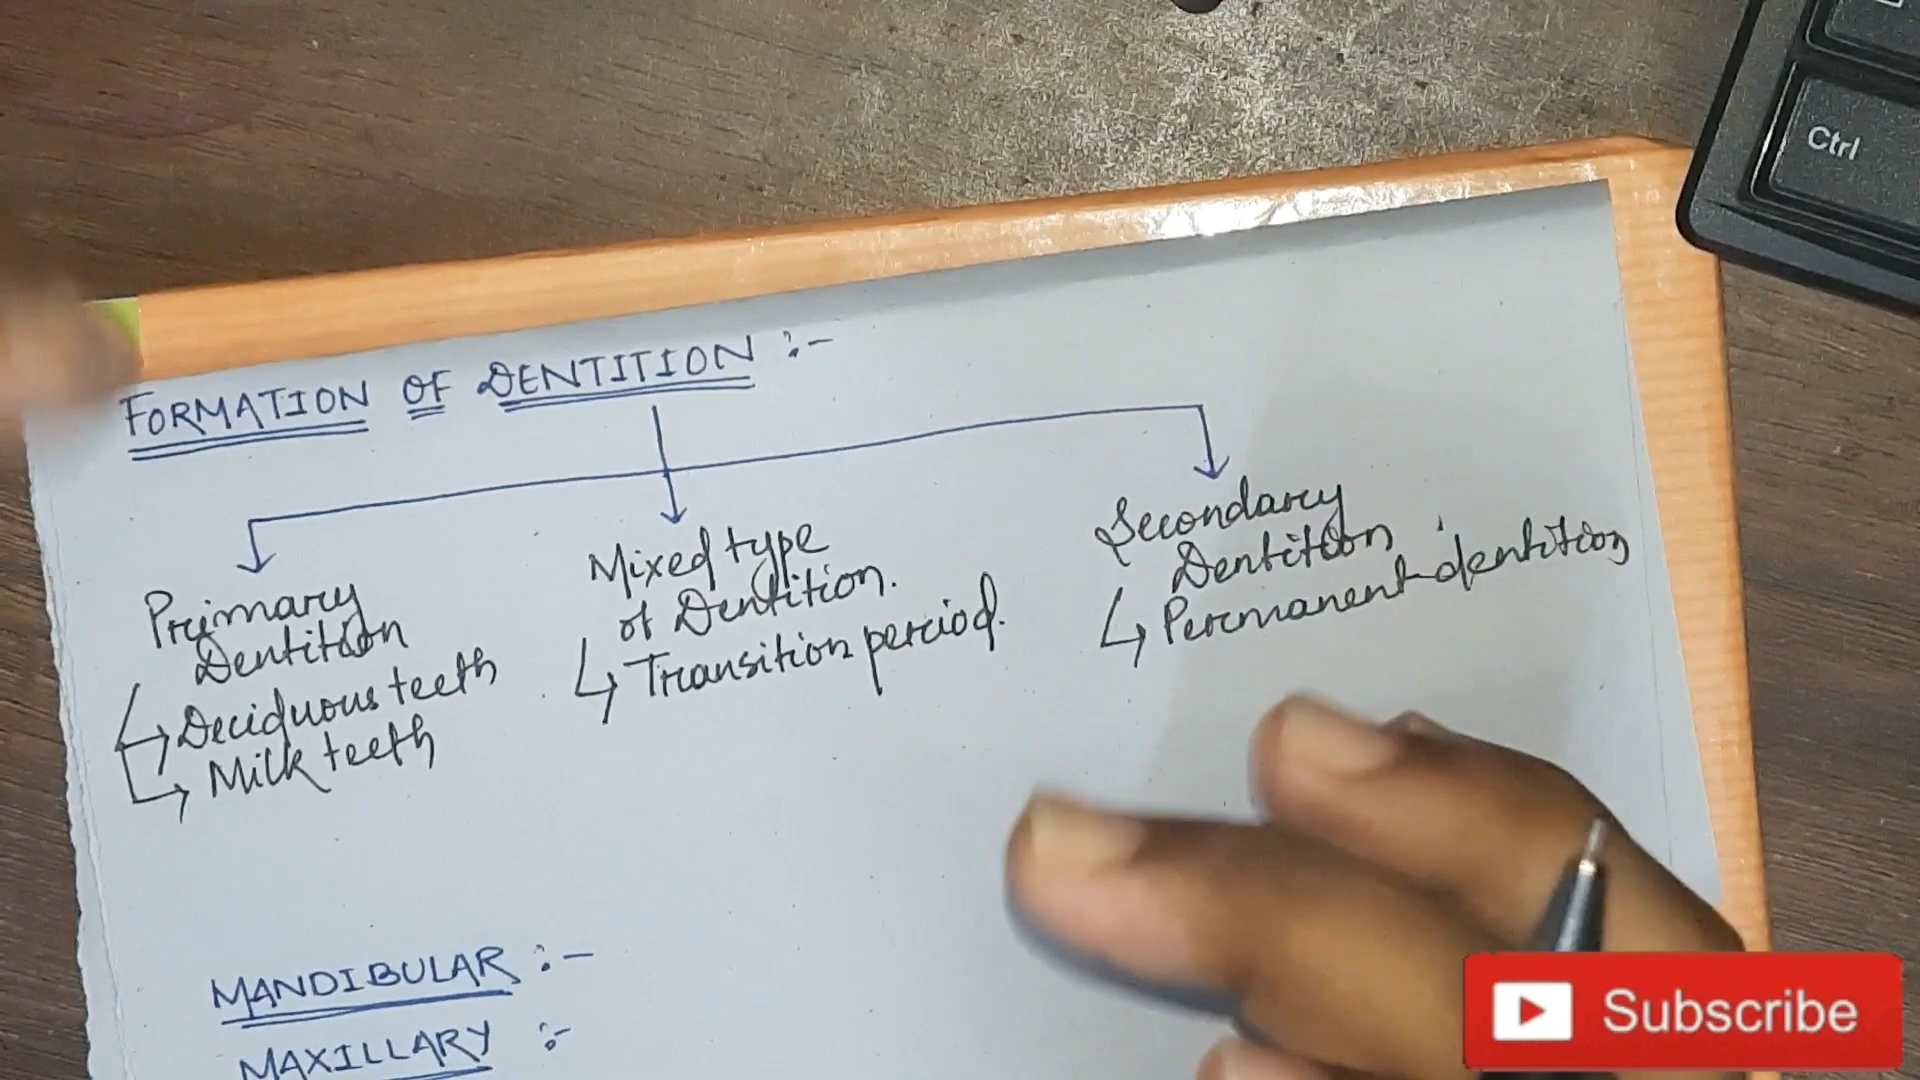 Ctrl
FORMATION OF DENTITION :-
Primary
Dentition
Deciduous teeth
Milk teeth
Mixed type
of Dentition.
Transition period.
Secondary
Dentition
Permanent dentition
MANDIBULAR :-
MAXILLARY :-
Subscribe